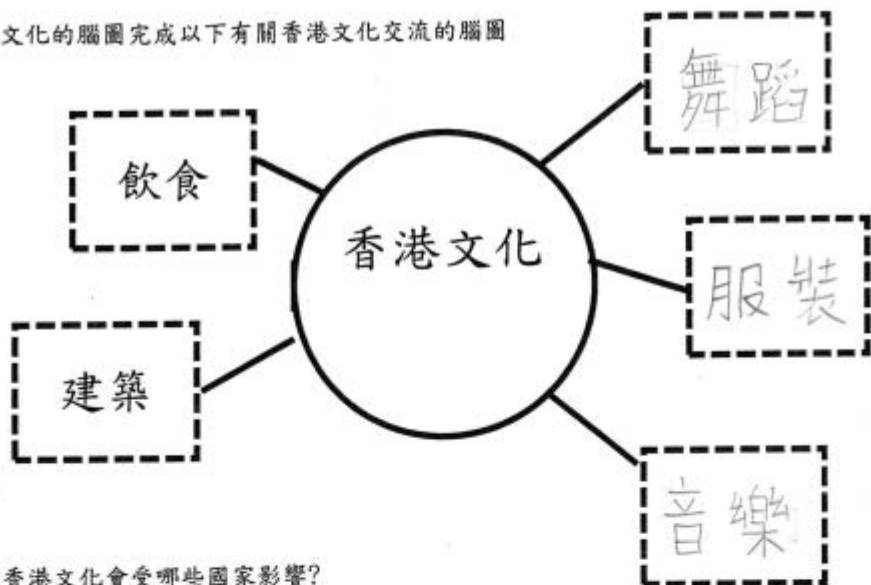 文化的腦圖完成以下有關香港文化交流的腦圖
舞蹈
飲食
香港文化
服裝
建築
音樂
香港文化會受哪些國家影響?